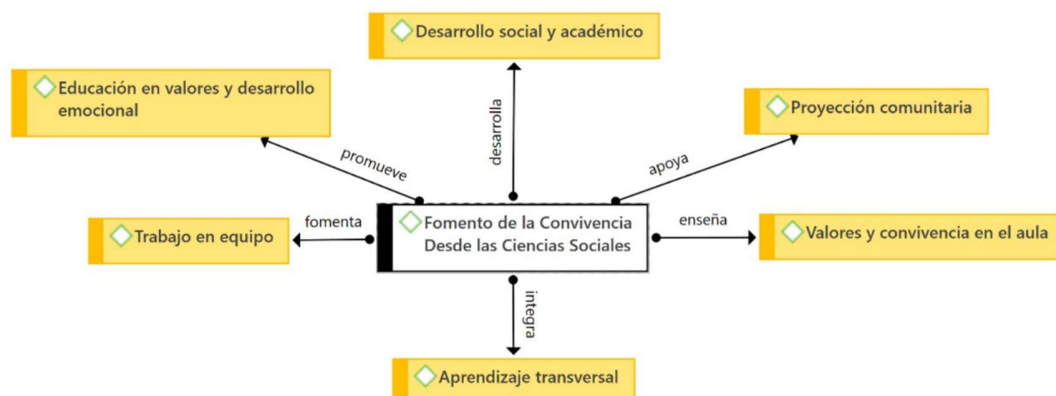 Desarrollo social y académico
Educación en valores y desarrollo
emocional
Proyección comunitaria
promueve
desarrolla
apoya
Trabajo en equipo
fomenta
Fomento de la Convivencia
Desde las Ciencias Sociales
enseña
Valores y convivencia en el aula
integra
Aprendizaje transversal